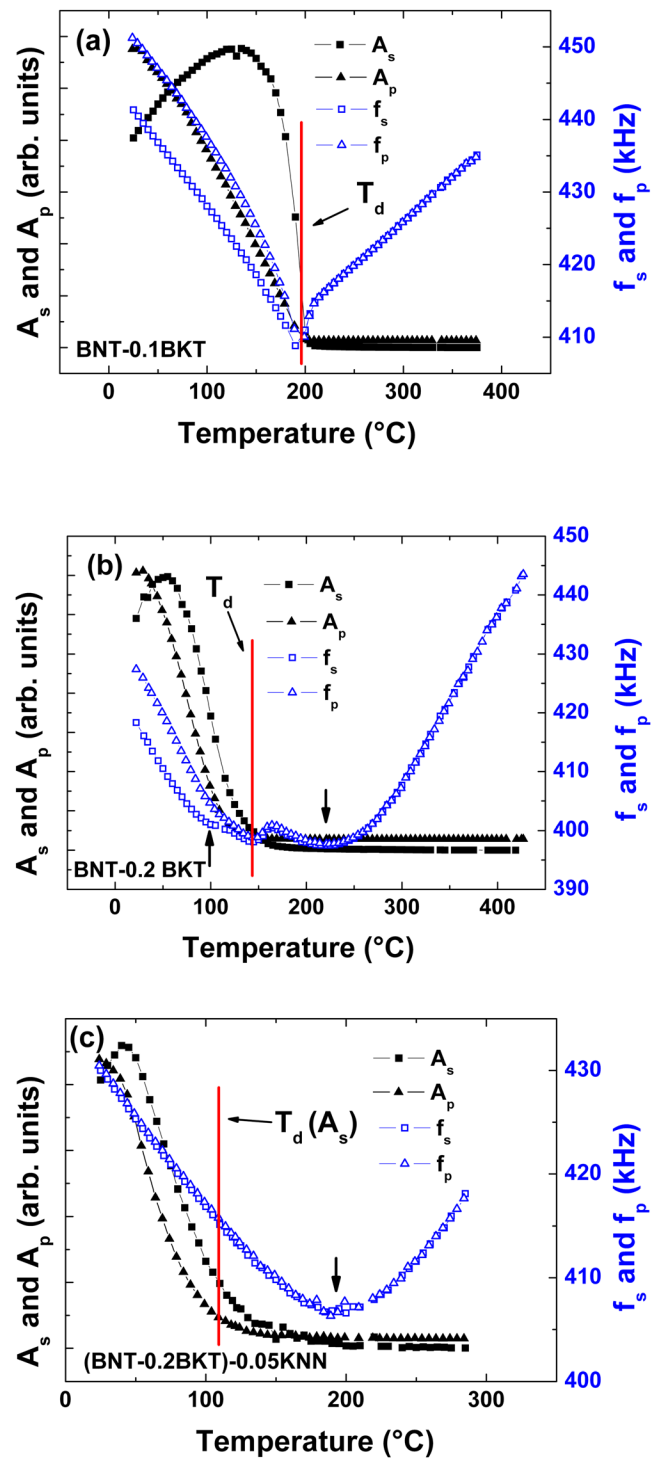 (a)
A_s and A_p (arb. units)
A_s
A_p
f_s
f_p
T_d
BNT-0.1BKT
450
440
430
420
410
f_s and f_p (kHz)
0 100 200 300 400
Temperature (°C)
(b)
A_s and A_p (arb. units)
T_d
A_s
A_p
f_s
f_p
BNT-0.2 BKT
450
440
430
420
410
400
390
f_s and f_p (kHz)
0 100 200 300 400
Temperature (°C)
(c)
A_s and A_p (arb. units)
A_s
A_p
f_s
f_p
T_d (A_s)
(BNT-0.2BKT)-0.05KNN
430
420
410
400
f_s and f_p (kHz)
0 100 200 300
Temperature (°C)